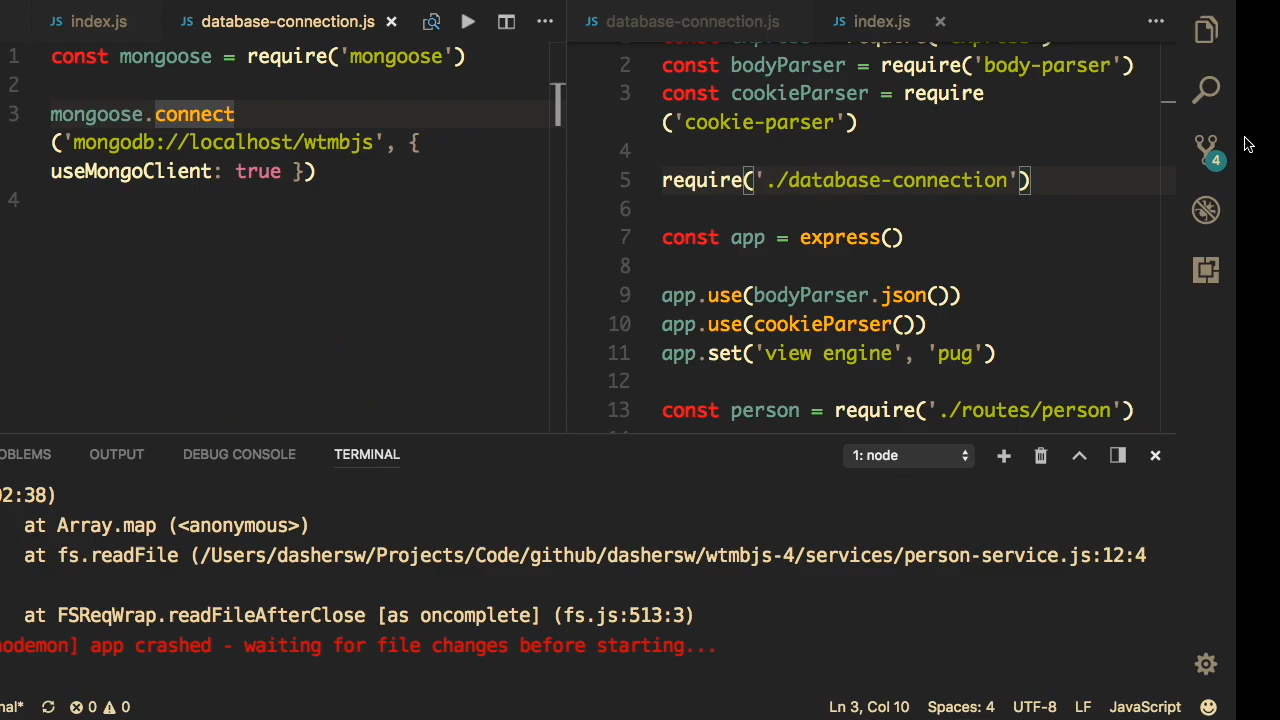 JS index.js
JS database-connection.js
1 const mongoose = require('mongoose')
2
3 mongoose.connect
('mongodb://localhost/wtmbjs', {
useMongoClient: true })
4
JS database-connection.js
JS index.js
2 const bodyParser = require('body-parser')
3 const cookieParser = require
('cookie-parser')
4
5 require('./database-connection')
6
7 const app = express()
8
9 app.use(bodyParser.json())
10 app.use(cookieParser())
11 app.set('view engine', 'pug')
12
13 const person = require('./routes/person')
4
OBLEMS OUTPUT DEBUG CONSOLE TERMINAL 1: node
02:38)
at Array.map (<anonymous>)
at fs.readFile (/Users/dashersw/Projects/Code/github/dashersw/wtmbjs-4/services/person-service.js:12:4
at FSReqWrap.readFileAfterClose [as oncomplete] (fs.js:513:3)
nodemon] app crashed - waiting for file changes before starting...
nal* 0 0 Ln 3, Col 10 Spaces: 4 UTF-8 LF JavaScript